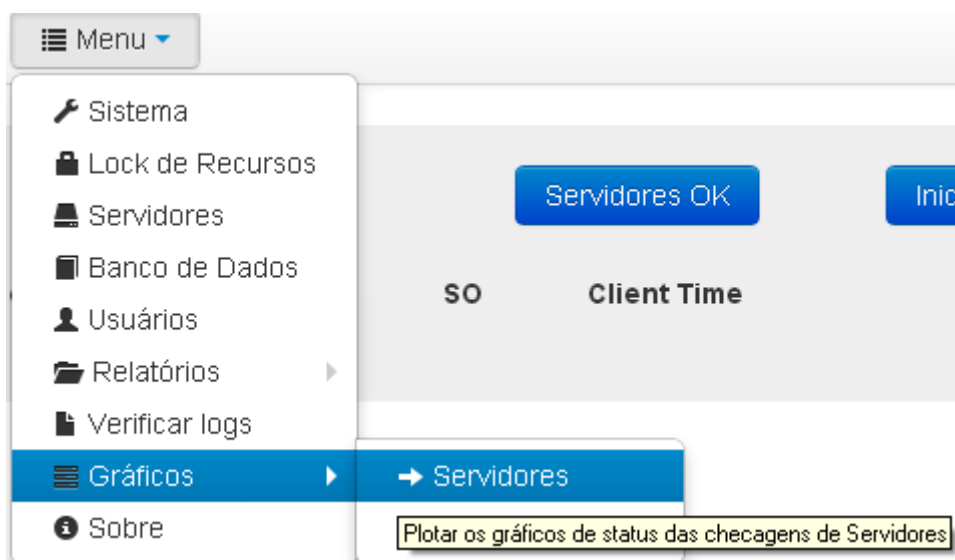 Menu
Sistema
Lock de Recursos
Servidores
Banco de Dados
Usuários
Relatórios
Verificar logs
Gráficos
Sobre
Servidores
Plotar os gráficos de status das checagens de Servidores
Servidores OK
SO Client Time